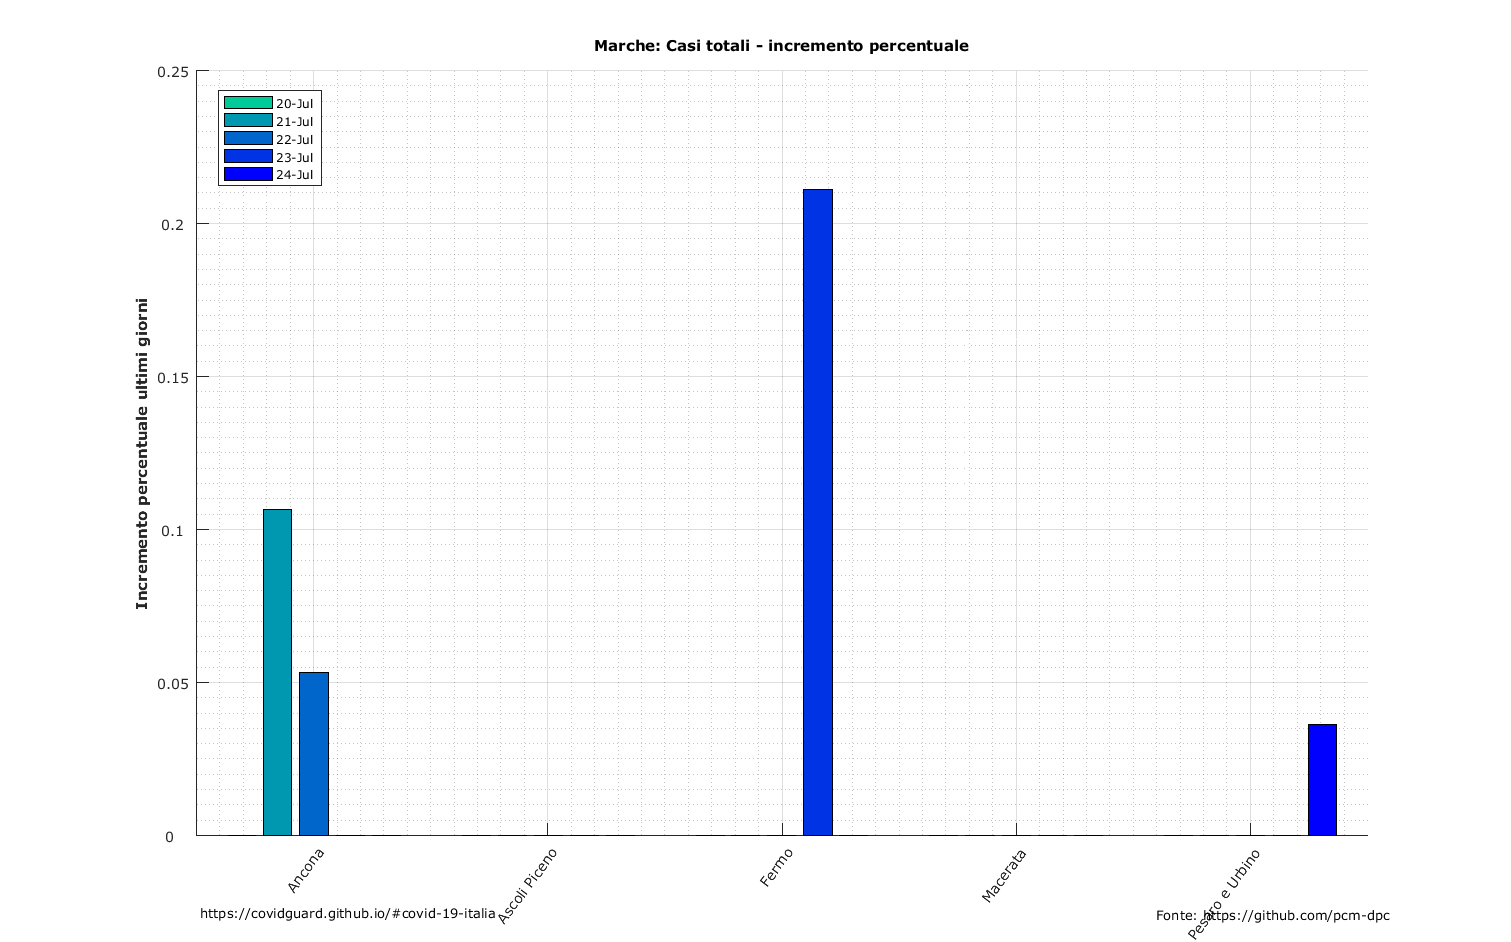 Marche: Casi totali - incremento percentuale
Incremento percentuale ultimi giorni
0.25
0.2
0.15
0.1
0.05
0
20-Jul
21-Jul
22-Jul
23-Jul
24-Jul
Ancona
Ascoli Piceno
Fermo
Macerata
Pesaro e Urbino
https://covidguard.github.io/#covid-19-italia
Fonte: https://github.com/pcm-dpc